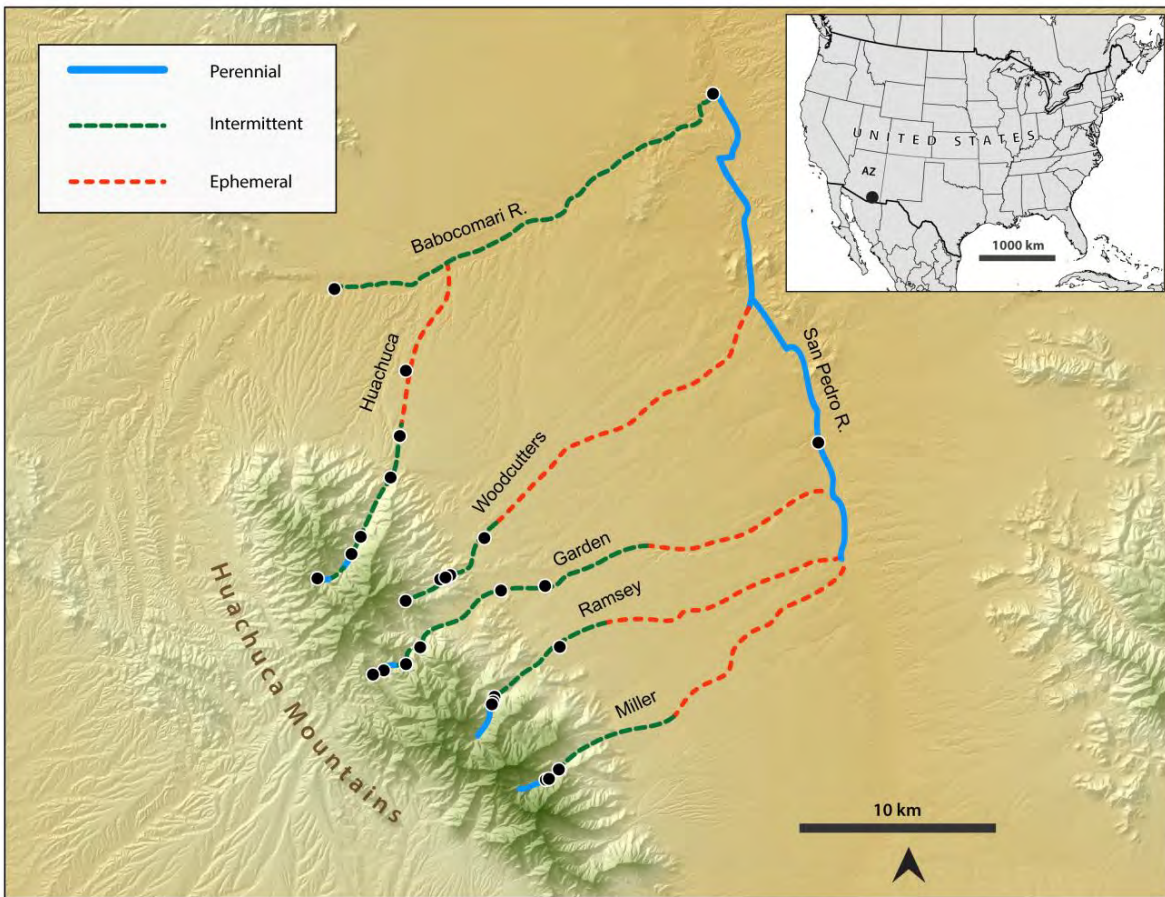 Perennial
Intermittent
Ephemeral
UNITED STATES
AZ
1000 km
Babocomari R.
Huachuca
San Pedro R.
Woodcutters
Garden
Ramsey
Miller
Huachuca Mountains
10 km